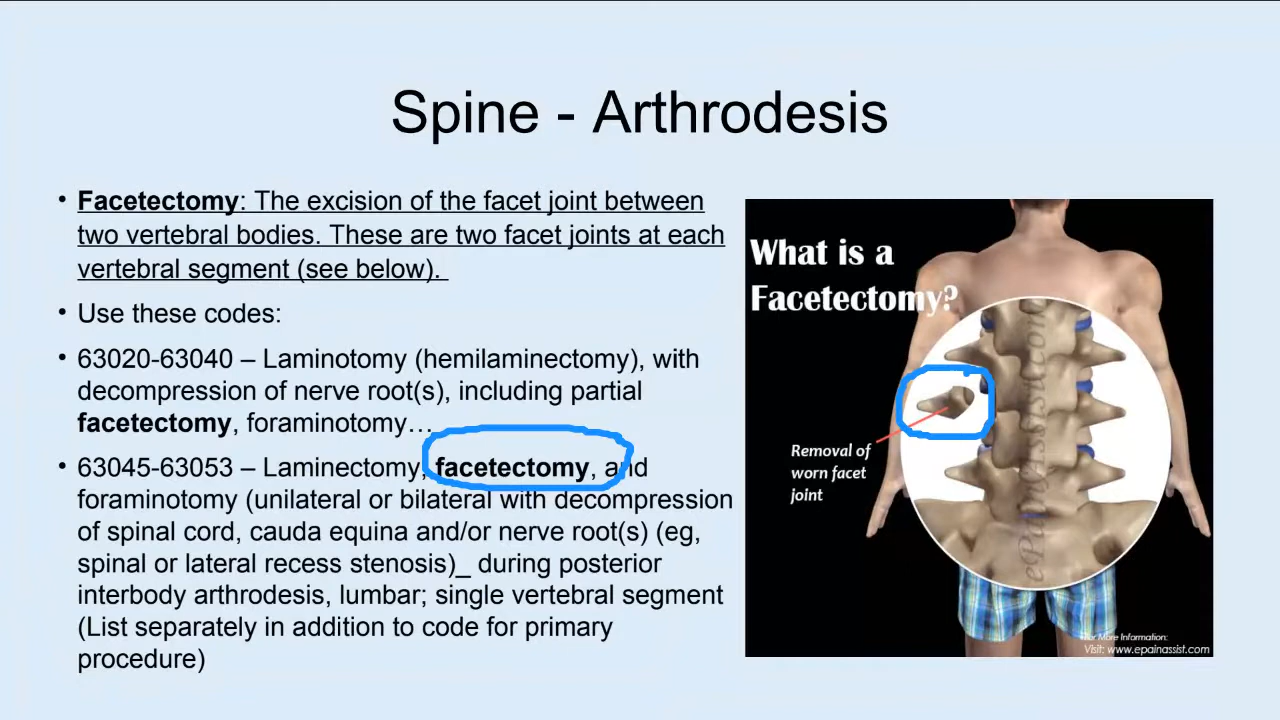 Spine - Arthrodesis
• Facetectomy: The excision of the facet joint between
two vertebral bodies. These are two facet joints at each
vertebral segment (see below).
• Use these codes:
• 63020-63040 – Laminotomy (hemilaminectomy), with
decompression of nerve root(s), including partial
facetectomy, foraminotomy…
• 63045-63053 – Laminectomy, facetectomy, and
foraminotomy (unilateral or bilateral with decompression
of spinal cord, cauda equina and/or nerve root(s) (eg,
spinal or lateral recess stenosis)_ during posterior
interbody arthrodesis, lumbar; single vertebral segment
(List separately in addition to code for primary
procedure)
What is a
Facetectomy?
Removal of
worn facet
joint
ePainAssist.com
For More Information:
Visit: www.epainassist.com